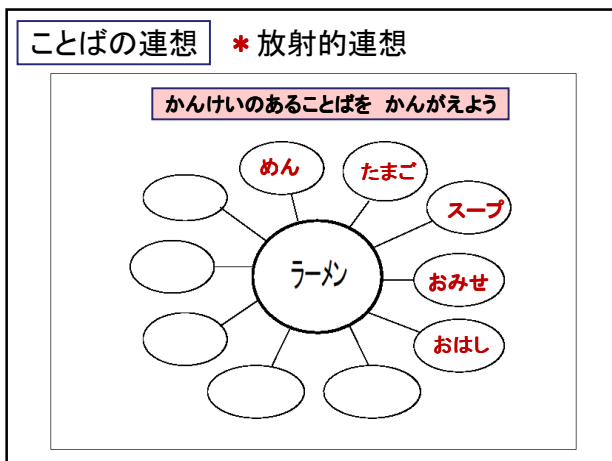 ことばの連想 *放射的連想
かんけいのあることばを かんがえよう
めん
たまご
スープ
ラーメン
おみせ
おはし